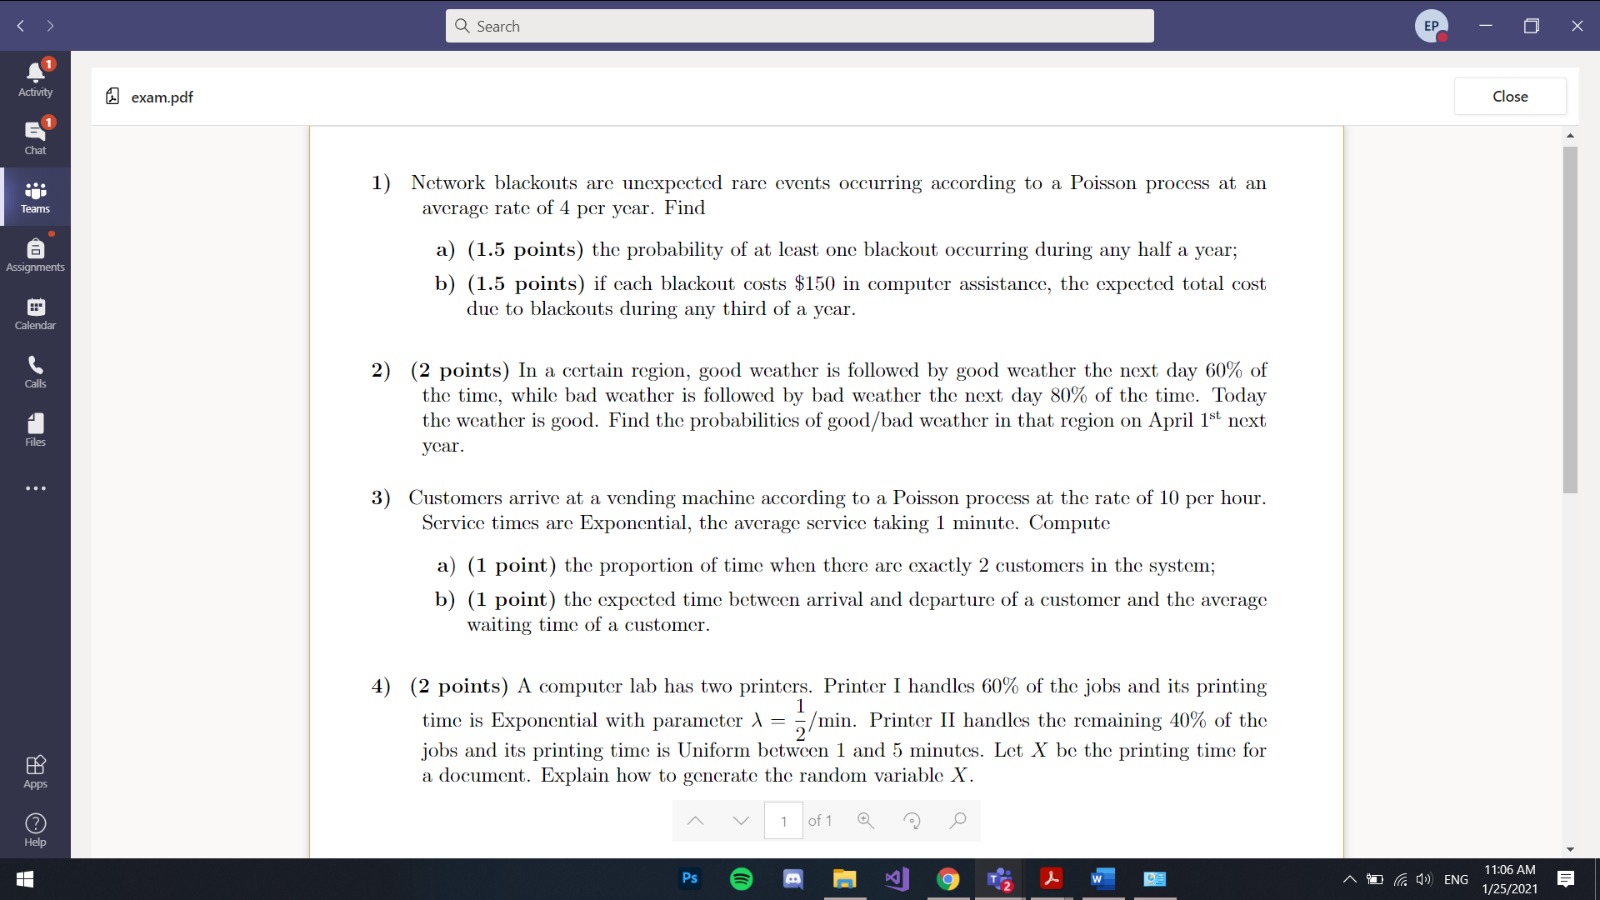 Search
EP
1
Activity
exam.pdf
Close
1
Chat
Teams
Assignments
Calendar
Calls
Files
Apps
Help
1) Network blackouts are unexpected rare events occurring according to a Poisson process at an
average rate of 4 per year. Find
a) (1.5 points) the probability of at least one blackout occurring during any half a year;
b) (1.5 points) if each blackout costs $150 in computer assistance, the expected total cost
due to blackouts during any third of a year.
2) (2 points) In a certain region, good weather is followed by good weather the next day 60% of
the time, while bad weather is followed by bad weather the next day 80% of the time. Today
the weather is good. Find the probabilities of good/bad weather in that region on April 1st next
year.
3) Customers arrive at a vending machine according to a Poisson process at the rate of 10 per hour.
Service times are Exponential, the average service taking 1 minute. Compute
a) (1 point) the proportion of time when there are exactly 2 customers in the system;
b) (1 point) the expected time between arrival and departure of a customer and the average
waiting time of a customer.
4) (2 points) A computer lab has two printers. Printer I handles 60% of the jobs and its printing
time is Exponential with parameter λ = 1/2 /min. Printer II handles the remaining 40% of the
jobs and its printing time is Uniform between 1 and 5 minutes. Let X be the printing time for
a document. Explain how to generate the random variable X.
1 of 1
Ps
T 2
W
ENG
11:06 AM
1/25/2021